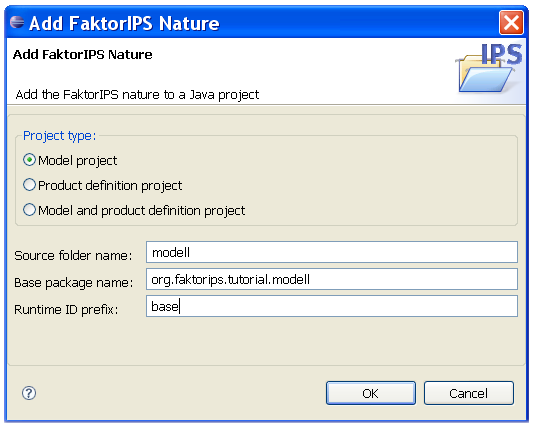 Add FaktorIPS Nature
Add FaktorIPS Nature
IPS
Add the FaktorIPS nature to a Java project
Project type:
Model project
Product definition project
Model and product definition project
Source folder name: modell
Base package name: org.faktorips.tutorial.modell
Runtime ID prefix: base
?
OK Cancel